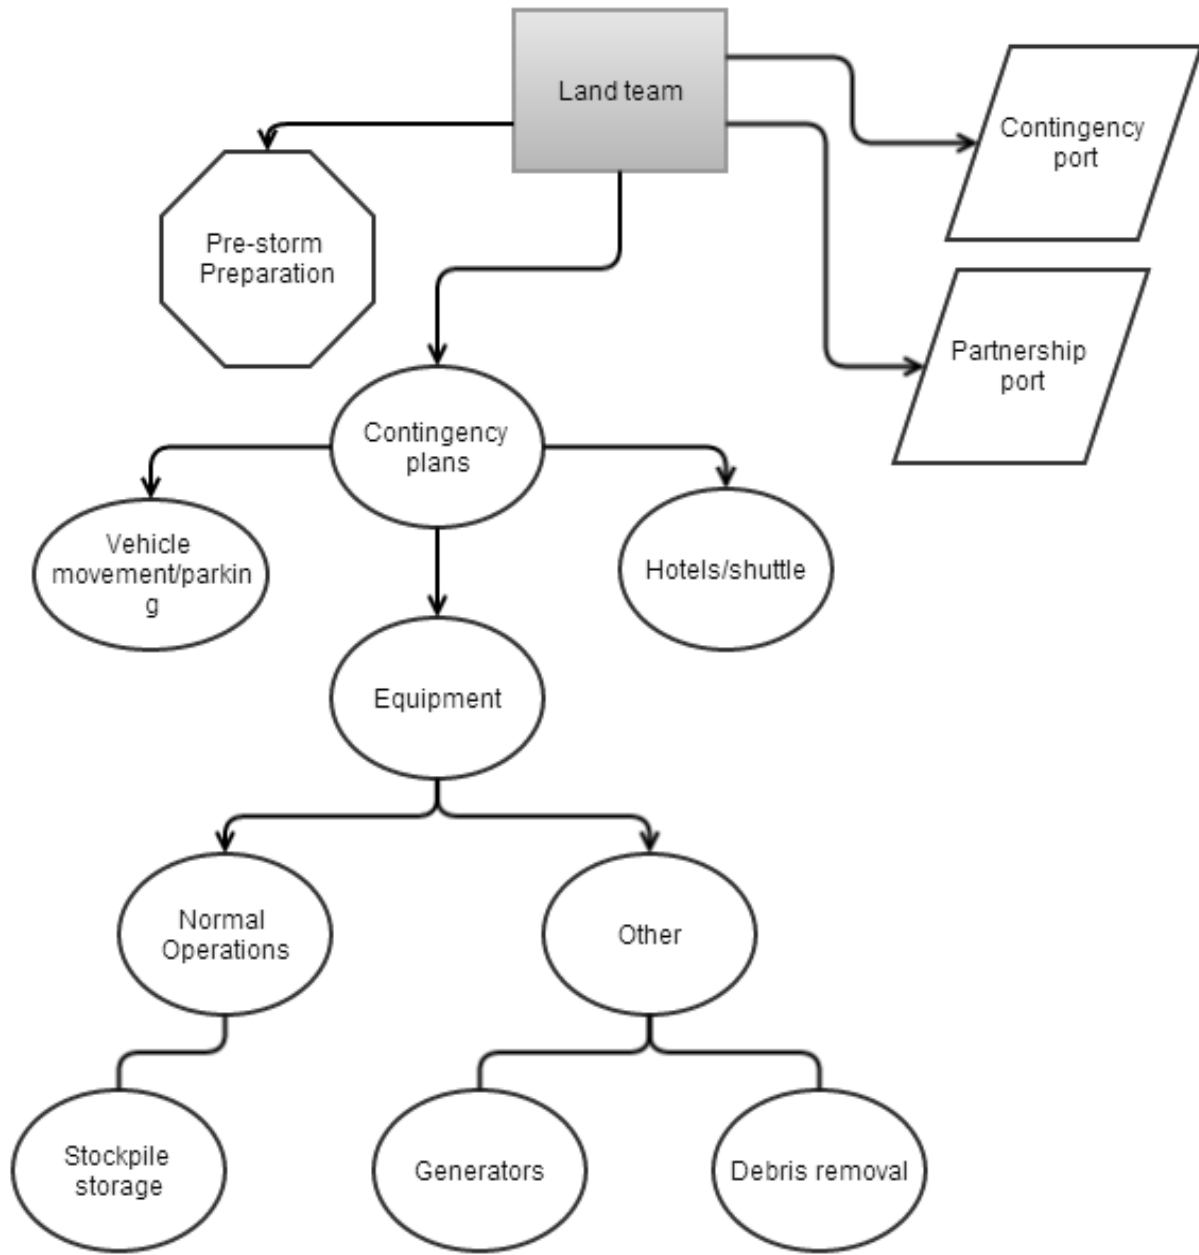 Land team
Contingency
port
Pre-storm
Preparation
Partnership
port
Contingency
plans
Vehicle
movement/parkin
g
Hotels/shuttle
Equipment
Normal
Operations
Other
Stockpile
storage
Generators
Debris removal